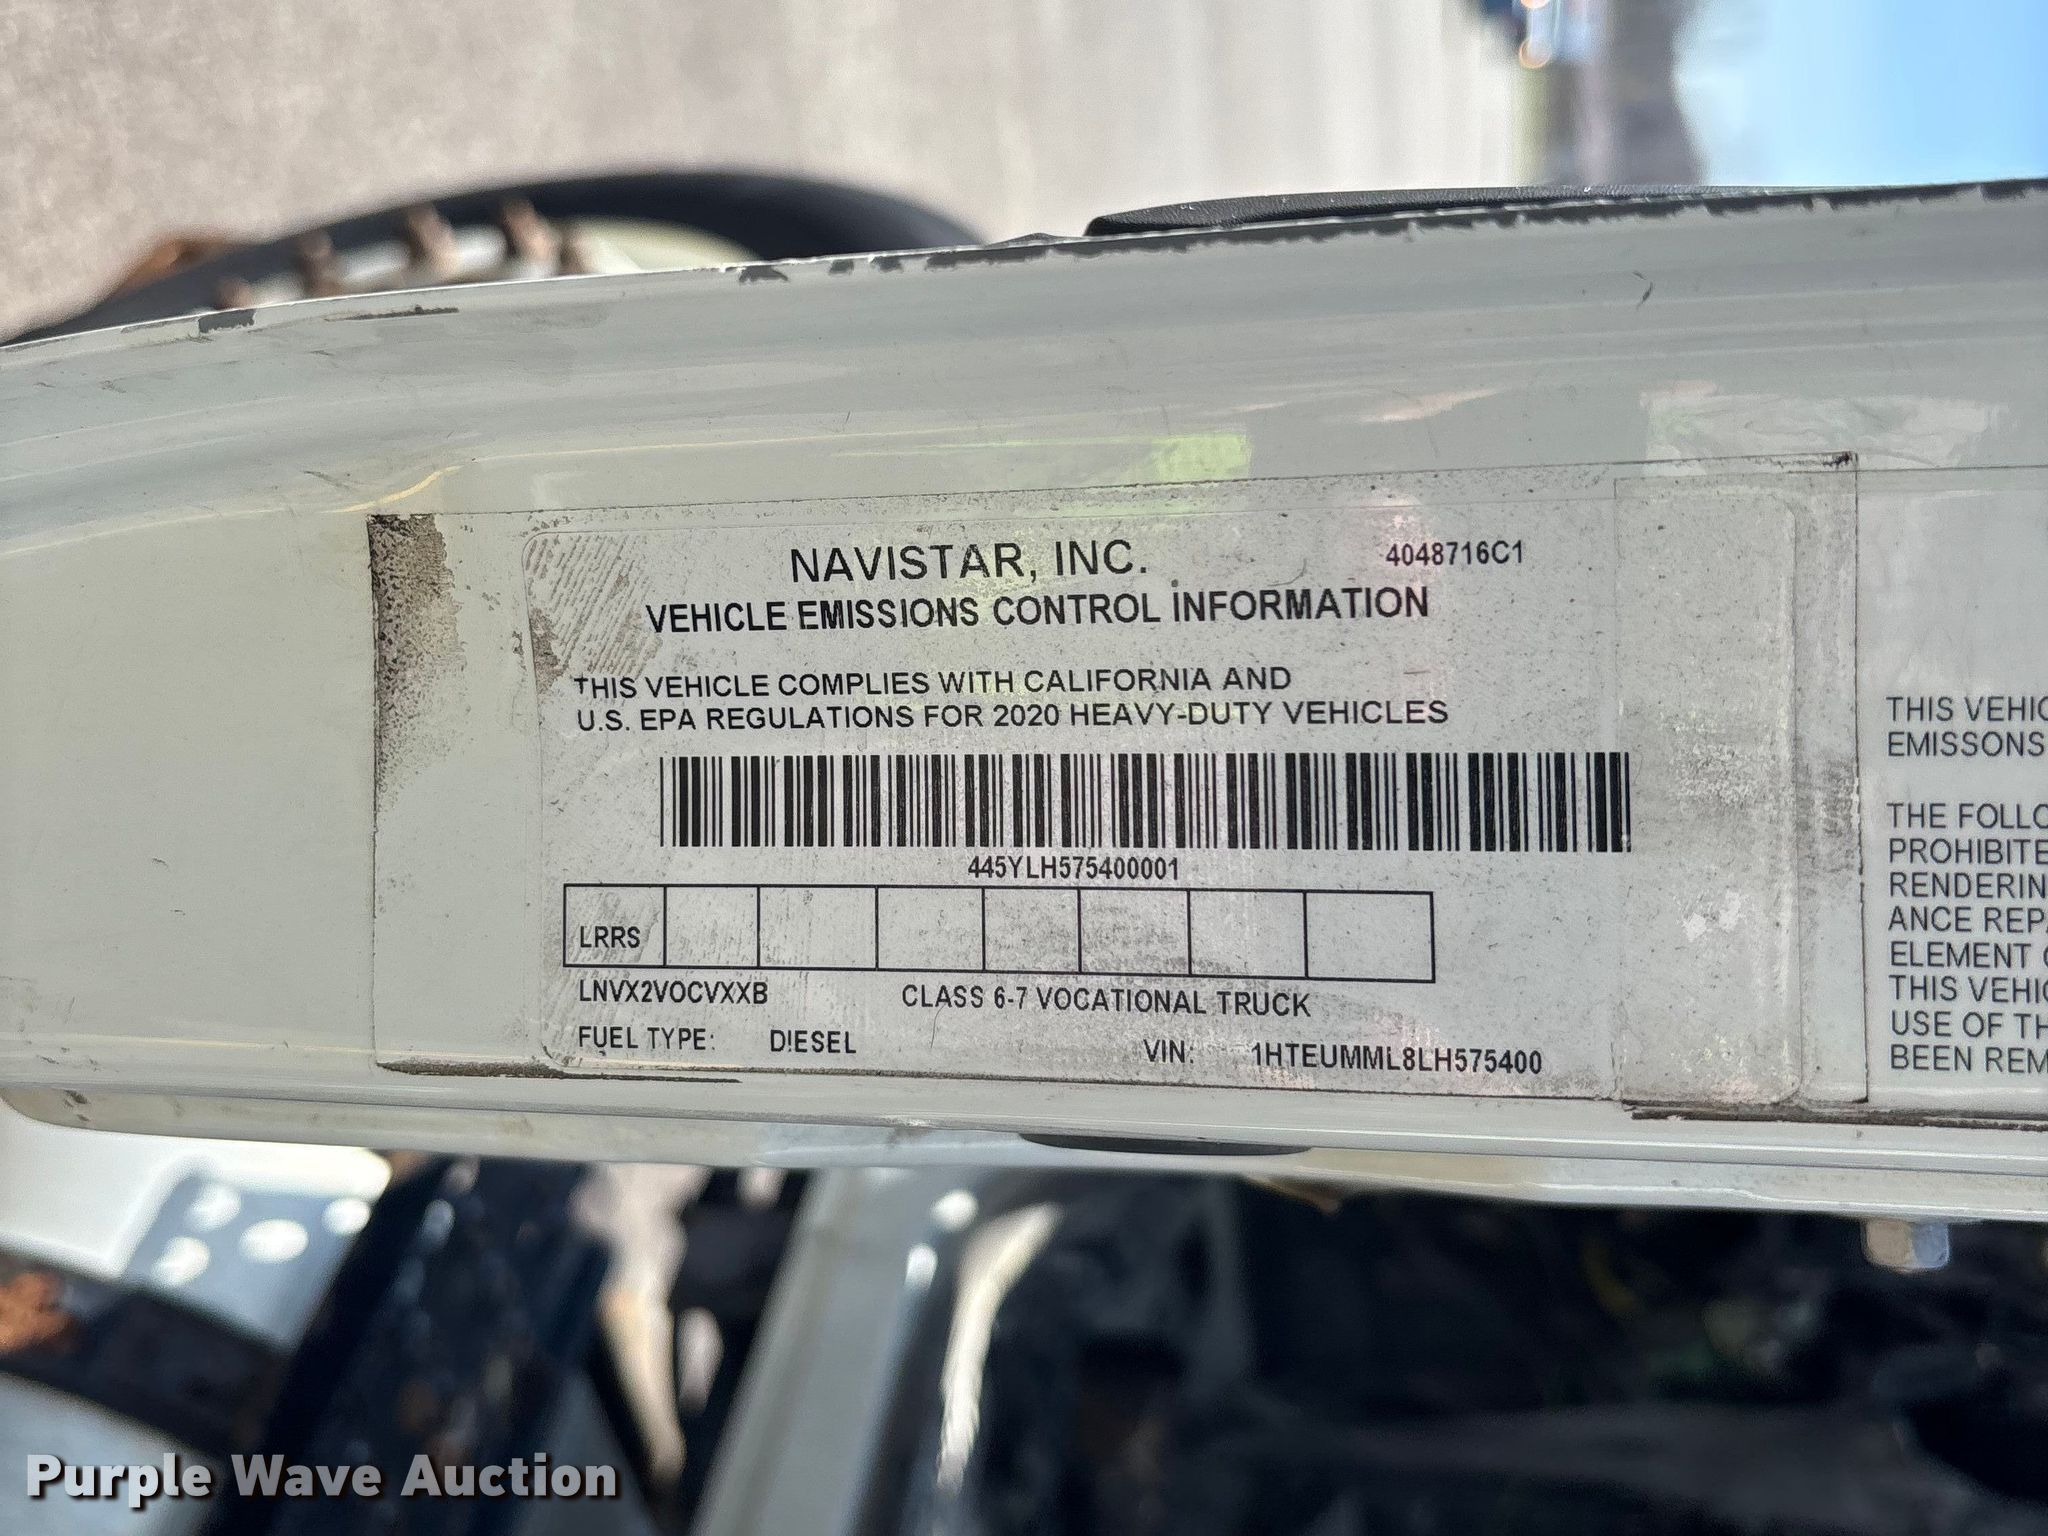 NAVISTAR, INC.
4048716C1
VEHICLE EMISSIONS CONTROL INFORMATION
THIS VEHICLE COMPLIES WITH CALIFORNIA AND
U.S. EPA REGULATIONS FOR 2020 HEAVY-DUTY VEHICLES
445YLH575400001
LRRS
LNVX2VOCVXXB
CLASS 6-7 VOCATIONAL TRUCK
FUEL TYPE: DIESEL
VIN: 1HTEUMML8LH575400
THIS VEHIC
EMISSONS
THE FOLLO
PROHIBITE
RENDERIN
ANCE REPA
ELEMENT
THIS VEHIC
USE OF TH
BEEN REM
Purple Wave Auction